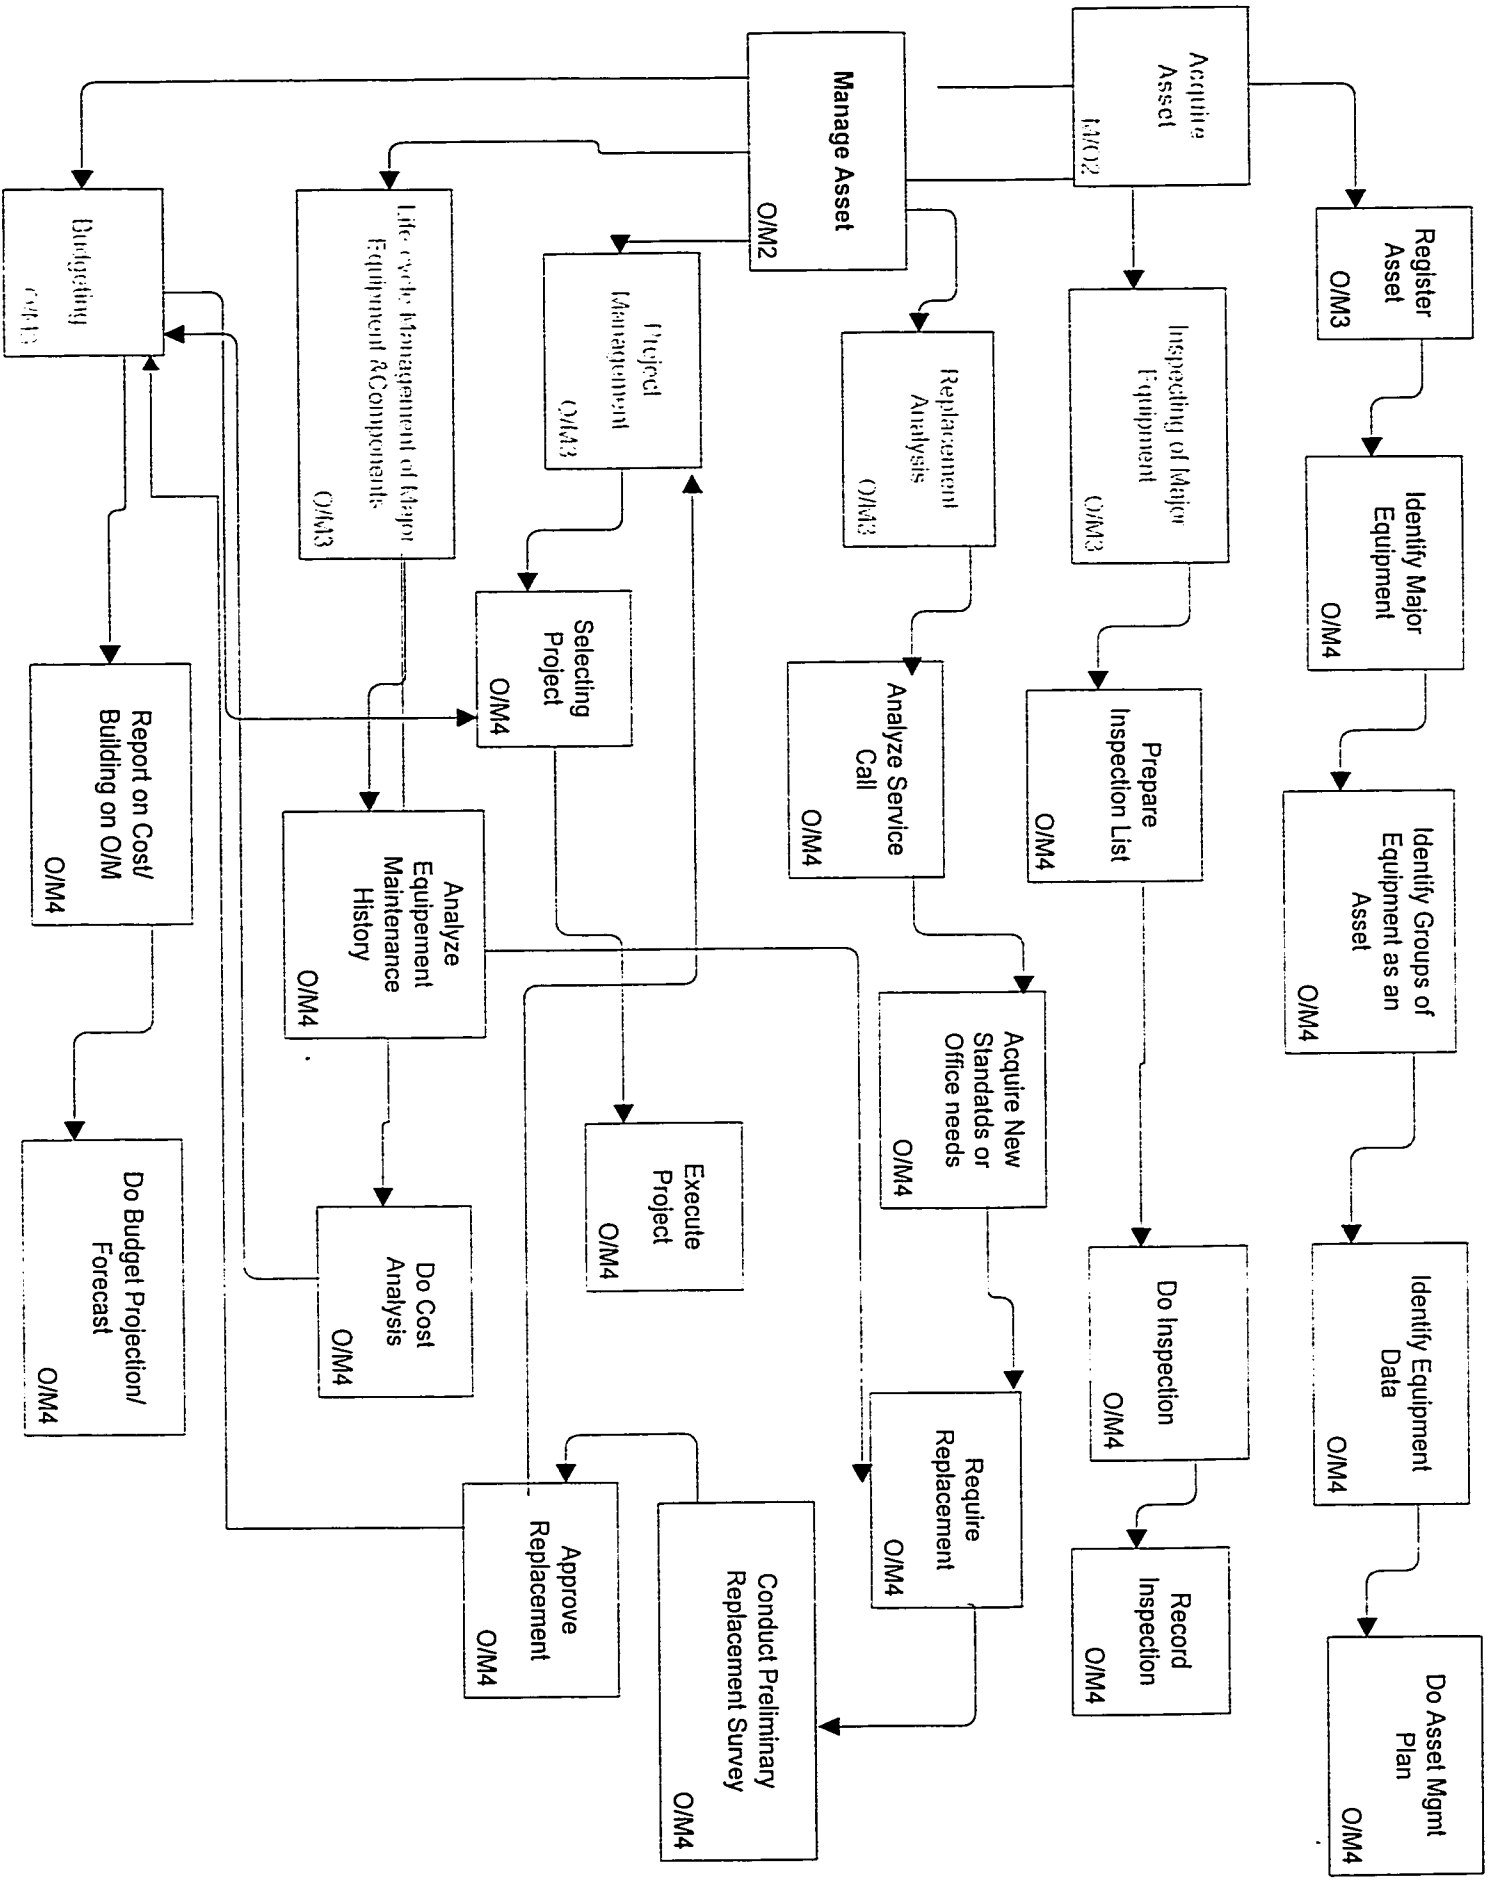 Acquire
Asset
M/O2
Register
Asset
O/M3
Identify Major
Equipment
O/M4
Identify Groups of
Equipment as an
Asset
O/M4
Identify Equipment
Data
O/M4
Do Asset Mgmt
Plan
O/M4
Inspecting of Major
Equipment
O/M3
Prepare
Inspection List
O/M4
Do Inspection
O/M4
Record
Inspection
O/M4
Manage Asset
O/M2
Replacement
Analysis
O/M3
Analyze Service
Call
O/M4
Acquire New
Standatds or
Office needs
O/M4
Require
Replacement
O/M4
Conduct Preliminary
Replacement Survey
O/M4
Project
Management
O/M3
Selecting
Project
O/M4
Execute
Project
O/M4
Approve
Replacement
O/M4
Life cycle Management of Major
Equipment &Components
O/M3
Analyze
Equipement
Maintenance
History
O/M4
Do Cost
Analysis
O/M4
Budgeting
O/M3
Report on Cost/
Building on O/M
O/M4
Do Budget Projection/
Forecast
O/M4